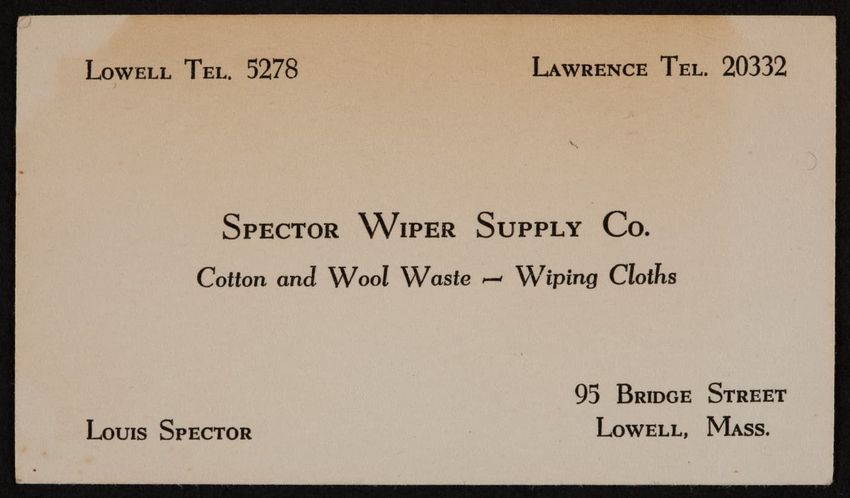 Lowell Tel. 5278
Lawrence Tel. 20332
Spector Wiper Supply Co.
Cotton and Wool Waste — Wiping Cloths
Louis Spector
95 Bridge Street
Lowell, Mass.